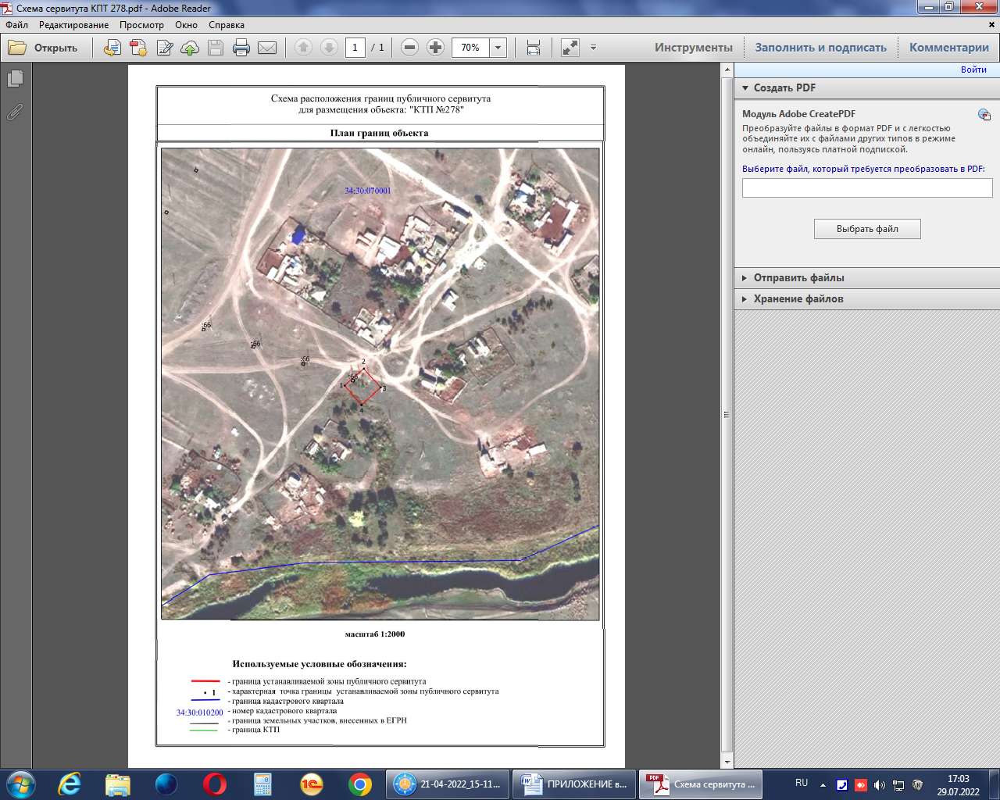 Схема сервитута КПТ 278.pdf - Adobe Reader
Файл Редактирование Просмотр Окно Справка
Открыть 1 / 1 70% Инструменты Заполнить и подписать Комментарии
Войти
Создать PDF
Модуль Adobe CreatePDF
Преобразуйте файлы в формат PDF и с легкостью
объединяйте их с файлами других типов в режиме
онлайн, пользуясь платной подпиской.
Выберите файл, который требуется преобразовать в PDF:
Выбрать файл
Отправить файлы
Хранение файлов
Схема расположения границ публичного сервитута
для размещения объекта: "КТП №278"
План границ объекта
34:30:070001
:66
:66
:66
2
:66
1
3
4
масштаб 1:2000
Используемые условные обозначения:
- граница устанавливаемой зоны публичного сервитута
• 1 - характерная точка границы устанавливаемой зоны публичного сервитута
- граница кадастрового квартала
34:30:010200 - номер кадастрового квартала
- граница земельных участков, внесенных в ЕГРН
- граница КТП
21-04-2022_15-11... ПРИЛОЖЕНИЕ в... Схема сервитута ... RU 17:03
29.07.2022